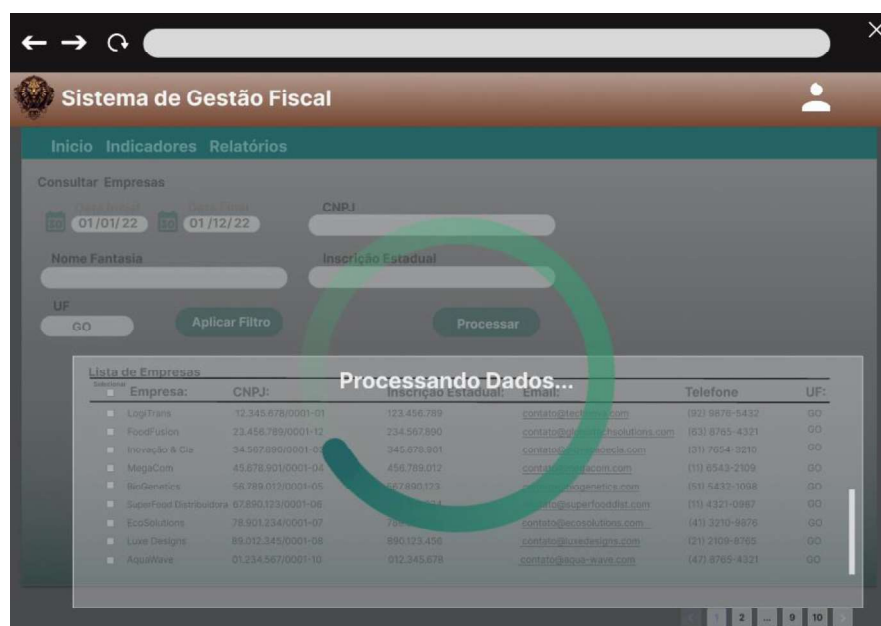 Sistema de Gestão Fiscal
Inicio Indicadores Relatórios
Consultar Empresas
CNPJ
01/01/22 01/12/22
Nome Fantasia Inscrição Estadual
UF
GO Aplicar Filtro Processar
Lista de Empresas
Processando Dados...
Selecionar
Empresa: CNPJ: Inscrição Estadual: Email: Telefone UF:
LogiTrans 12.345.678/0001-01 123.456.789 (92) 9876-5432 GO
FoodFusion 23.456.789/0001-12 234.567.890 (63) 8765-4321 GO
Inovação & Cia 345.678.901 (31) 7654-3210 GO
MegaCom 45.678.901/0001-04 456.789.012 (11) 6543-2109 GO
BioGenetics 56.789.012/0001-05 567.890.123 (51) 5432-1098 GO
SuperFood Distribuidora 67.890.123/0001-06 (11) 4321-0987 GO
EcoSolutions 78.901.234/0001-07 contato@ecosolutions.com (41) 3210-9876 GO
Luxe Designs 89.012.345/0001-08 890.123.456 contato@luxedesigns.com (21) 2109-8765 GO
AquaWave 01.234.567/0001-10 012.345.678 contato@aqua-wave.com (47) 8765-4321 GO
< 1 2 ... 9 10 >